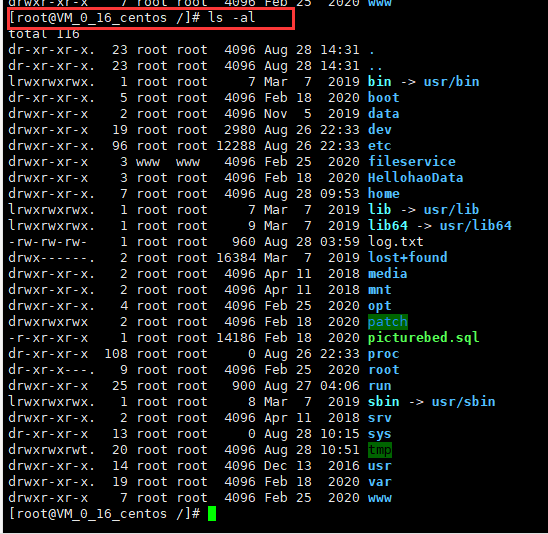 drwxr-xr-x    7 root root  4096 Feb 25  2020 www
[root@VM_0_16_centos /]# ls -al
total 116
dr-xr-xr-x.  23 root root  4096 Aug 28 14:31 .
dr-xr-xr-x.  23 root root  4096 Aug 28 14:31 ..
lrwxrwxrwx.   1 root root     7 Mar  7  2019 bin -> usr/bin
dr-xr-xr-x.   5 root root  4096 Feb 18  2020 boot
drwxr-xr-x    2 root root  4096 Nov  5  2019 data
drwxr-xr-x   19 root root  2980 Aug 26 22:33 dev
drwxr-xr-x.  96 root root 12288 Aug 26 22:33 etc
drwxr-xr-x    3 www  www   4096 Feb 25  2020 fileservice
drwxr-xr-x    3 root root  4096 Feb 18  2020 HellohaoData
drwxr-xr-x.   7 root root  4096 Aug 28 09:53 home
lrwxrwxrwx.   1 root root     7 Mar  7  2019 lib -> usr/lib
lrwxrwxrwx.   1 root root     9 Mar  7  2019 lib64 -> usr/lib64
-rw-rw-rw-    1 root root   960 Aug 28 03:59 log.txt
drwx------.   2 root root 16384 Mar  7  2019 lost+found
drwxr-xr-x.   2 root root  4096 Apr 11  2018 media
drwxr-xr-x.   2 root root  4096 Apr 11  2018 mnt
drwxr-xr-x.   4 root root  4096 Feb 25  2020 opt
drwxrwxrwx    2 root root  4096 Feb 18  2020 patch
-r-xr-xr-x    1 root root 14186 Feb 18  2020 picturebed.sql
dr-xr-xr-x  108 root root     0 Aug 26 22:33 proc
dr-xr-x---.   9 root root  4096 Feb 25  2020 root
drwxr-xr-x   25 root root   900 Aug 27 04:06 run
lrwxrwxrwx.   1 root root     8 Mar  7  2019 sbin -> usr/sbin
drwxr-xr-x.   2 root root  4096 Apr 11  2018 srv
dr-xr-xr-x   13 root root     0 Aug 28 10:15 sys
drwxrwxrwt.  20 root root  4096 Aug 28 10:51 tmp
drwxr-xr-x.  14 root root  4096 Dec 13  2016 usr
drwxr-xr-x.  19 root root  4096 Feb 18  2020 var
drwxr-xr-x    7 root root  4096 Feb 25  2020 www
[root@VM_0_16_centos /]#